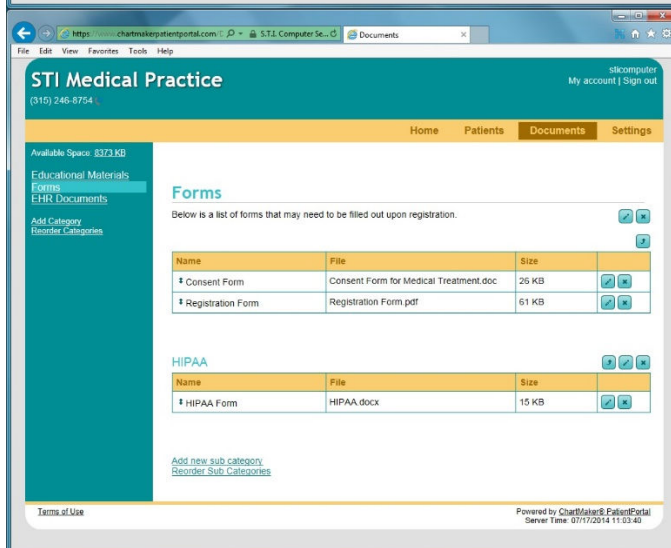 https://www.chartmakerpatientportal.com/
S.T.I. Computer Se...
Documents
File Edit View Favorites Tools Help
STI Medical Practice
(315) 246-8754
sticomputer
My account | Sign out
Home Patients Documents Settings
Available Space: 8373 KB
Educational Materials
Forms
EHR Documents
Add Category
Reorder Categories
Forms
Below is a list of forms that may need to be filled out upon registration.
Name File Size
Consent Form Consent Form for Medical Treatment.doc 26 KB
Registration Form Registration Form.pdf 61 KB
HIPAA
Name File Size
HIPAA Form HIPAA.docx 15 KB
Add new sub category
Reorder Sub Categories
Terms of Use
Powered by ChartMaker® PatientPortal
Server Time: 07/17/2014 11:03:40